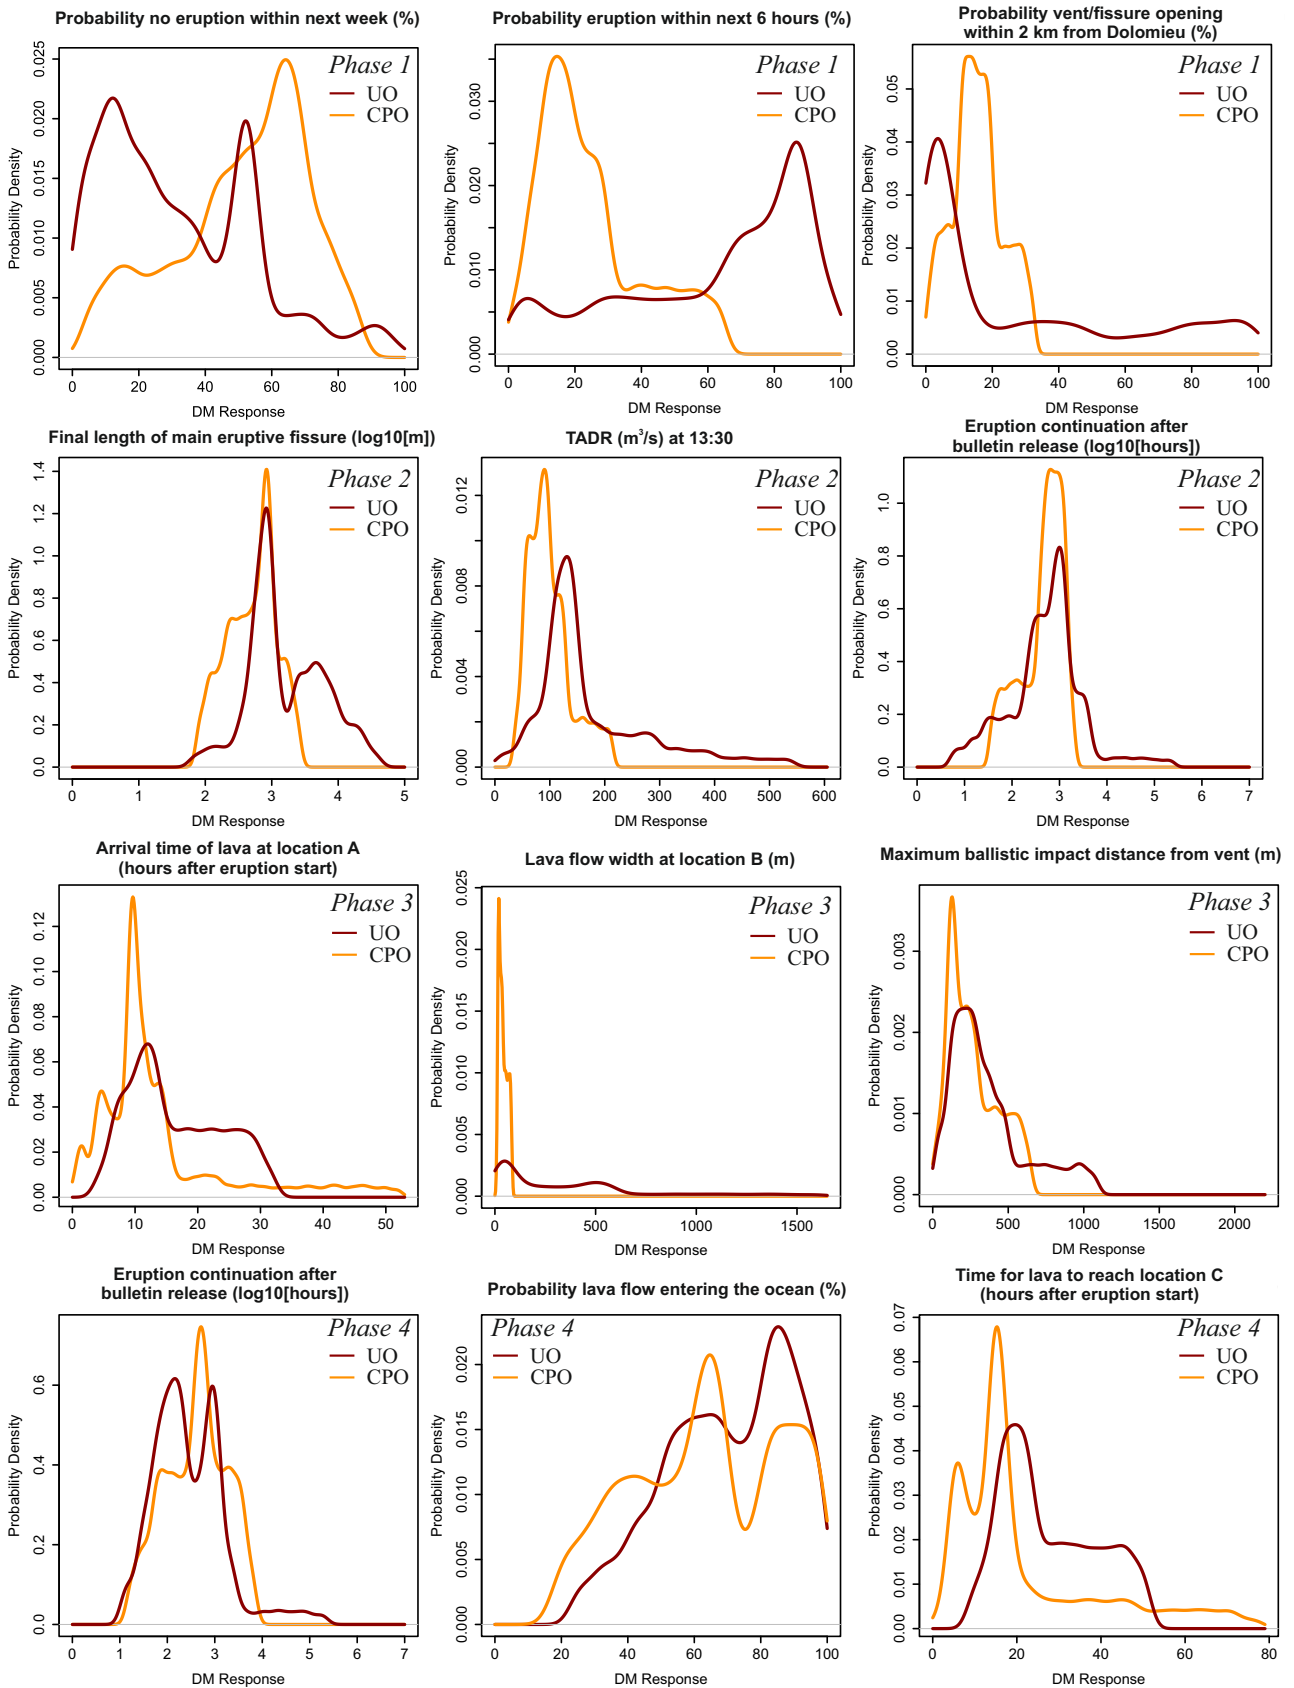 Probability no eruption within next week (%)
Phase 1
UO
CPO
Probability Density
0.000 0.005 0.010 0.015 0.020 0.025
0 20 40 60 80 100
DM Response
Probability eruption within next 6 hours (%)
Phase 1
UO
CPO
Probability Density
0.000 0.010 0.020 0.030
0 20 40 60 80 100
DM Response
Probability vent/fissure opening
within 2 km from Dolomieu (%)
Phase 1
UO
CPO
Probability Density
0.00 0.01 0.02 0.03 0.04 0.05
0 20 40 60 80 100
DM Response
Final length of main eruptive fissure (log10[m])
Phase 2
UO
CPO
Probability Density
0.0 0.2 0.4 0.6 0.8 1.0 1.2 1.4
0 1 2 3 4 5
DM Response
TADR (m³/s) at 13:30
Phase 2
UO
CPO
Probability Density
0.000 0.004 0.008 0.012
0 100 200 300 400 500 600
DM Response
Eruption continuation after
bulletin release (log10[hours])
Phase 2
UO
CPO
Probability Density
0.0 0.2 0.4 0.6 0.8 1.0
0 1 2 3 4 5 6 7
DM Response
Arrival time of lava at location A
(hours after eruption start)
Phase 3
UO
CPO
Probability Density
0.00 0.02 0.04 0.06 0.08 0.10 0.12
0 10 20 30 40 50
DM Response
Lava flow width at location B (m)
Phase 3
UO
CPO
Probability Density
0.000 0.005 0.010 0.015 0.020 0.025
0 500 1000 1500
DM Response
Maximum ballistic impact distance from vent (m)
Phase 3
UO
CPO
Probability Density
0.000 0.001 0.002 0.003
0 500 1000 1500 2000
DM Response
Eruption continuation after
bulletin release (log10[hours])
Phase 4
UO
CPO
Probability Density
0.0 0.2 0.4 0.6
0 1 2 3 4 5 6 7
DM Response
Probability lava flow entering the ocean (%)
Phase 4
UO
CPO
Probability Density
0.000 0.005 0.010 0.015 0.020
0 20 40 60 80 100
DM Response
Time for lava to reach location C
(hours after eruption start)
Phase 4
UO
CPO
Probability Density
0.00 0.01 0.02 0.03 0.04 0.05 0.06 0.07
0 20 40 60 80
DM Response